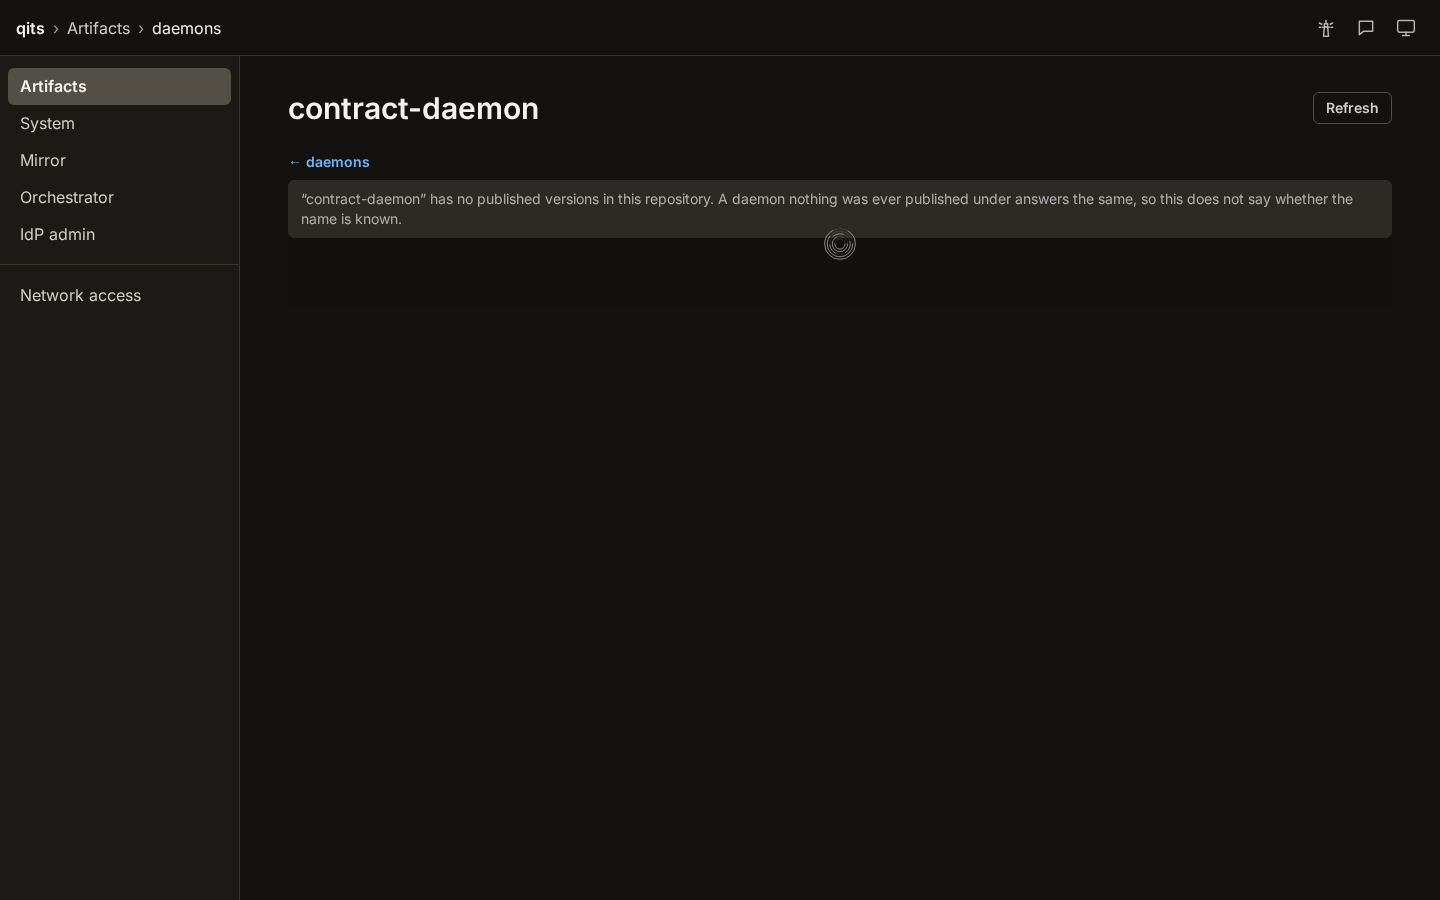 qits › Artifacts › daemons
Artifacts
System
Mirror
Orchestrator
IdP admin
Network access
contract-daemon
Refresh
← daemons
“contract-daemon” has no published versions in this repository. A daemon nothing was ever published under answers the same, so this does not say whether the
name is known.